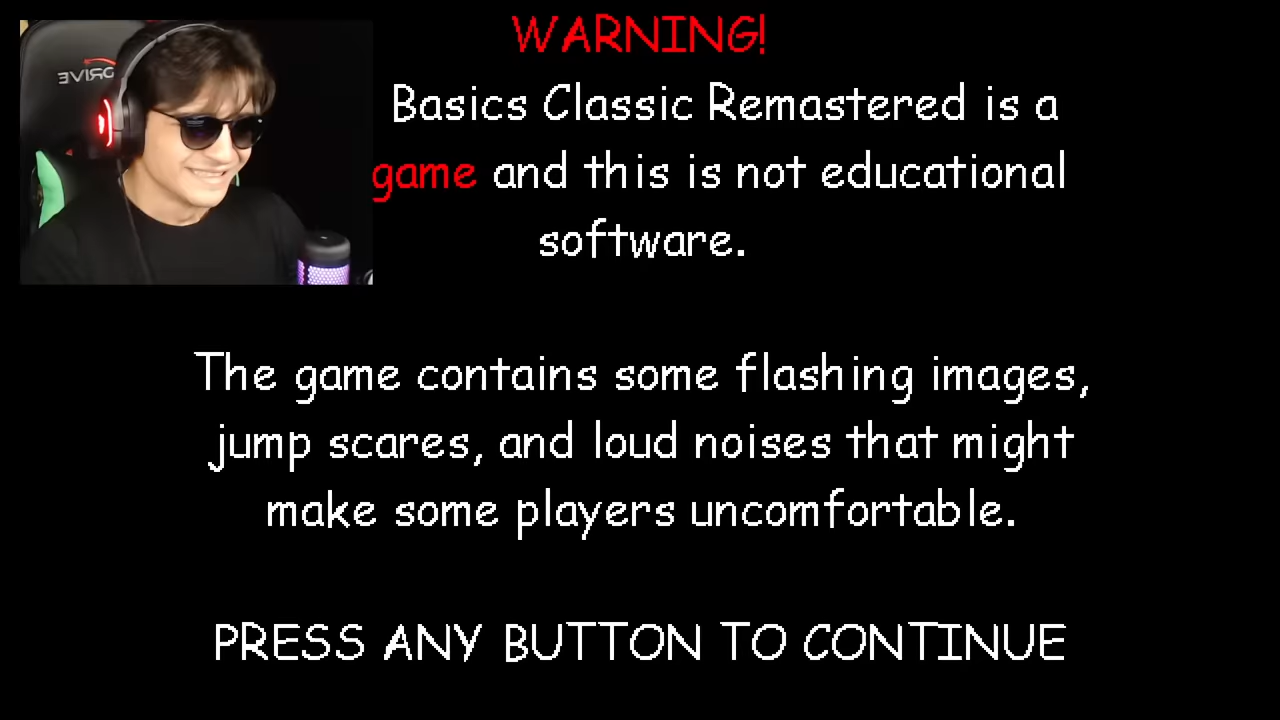 WARNING!
Basics Classic Remastered is a
game and this is not educational
software.
The game contains some flashing images,
jump scares, and loud noises that might
make some players uncomfortable.
PRESS ANY BUTTON TO CONTINUE